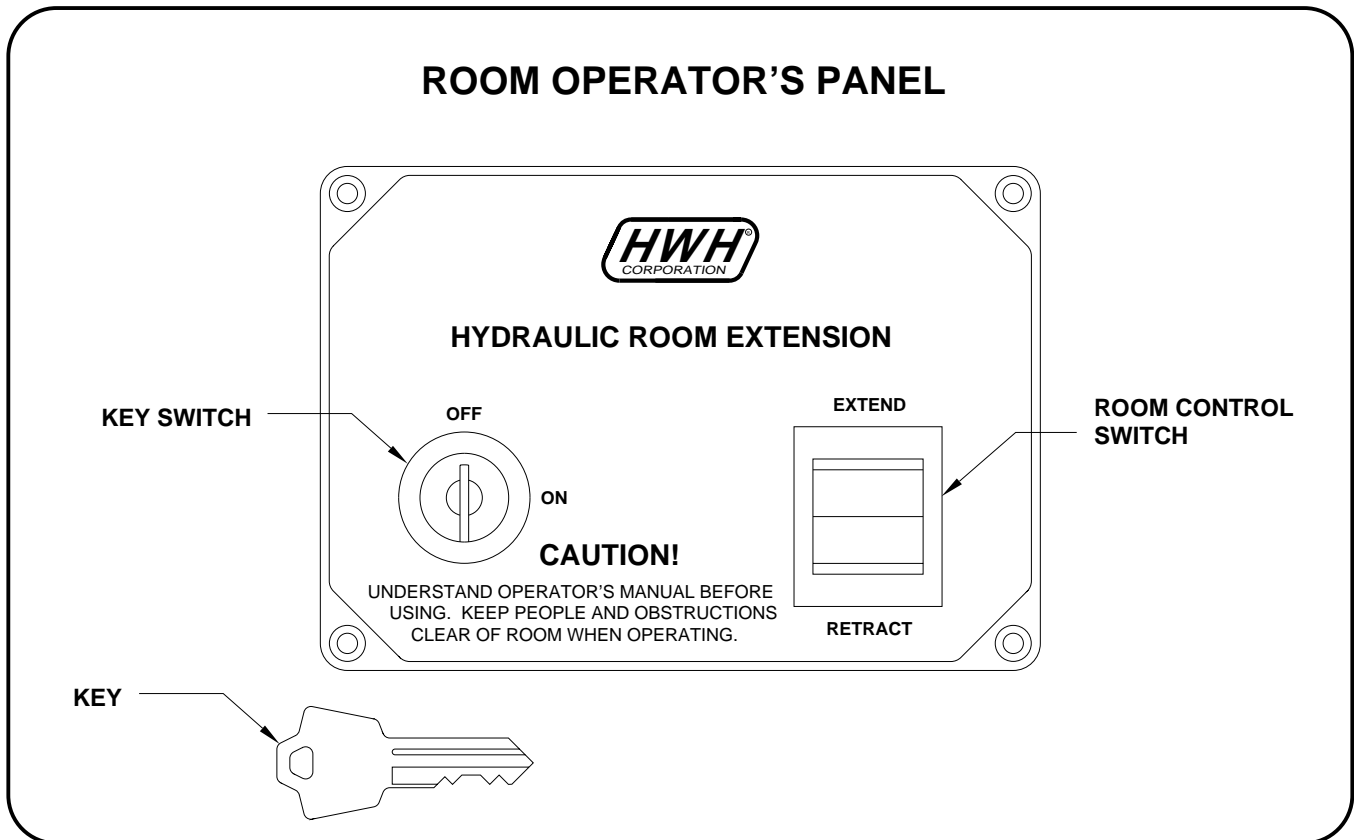 ROOM OPERATOR’S PANEL
HWH®
CORPORATION
HYDRAULIC ROOM EXTENSION
KEY SWITCH
OFF
ON
EXTEND
RETRACT
ROOM CONTROL
SWITCH
CAUTION!
UNDERSTAND OPERATOR’S MANUAL BEFORE
USING. KEEP PEOPLE AND OBSTRUCTIONS
CLEAR OF ROOM WHEN OPERATING.
KEY